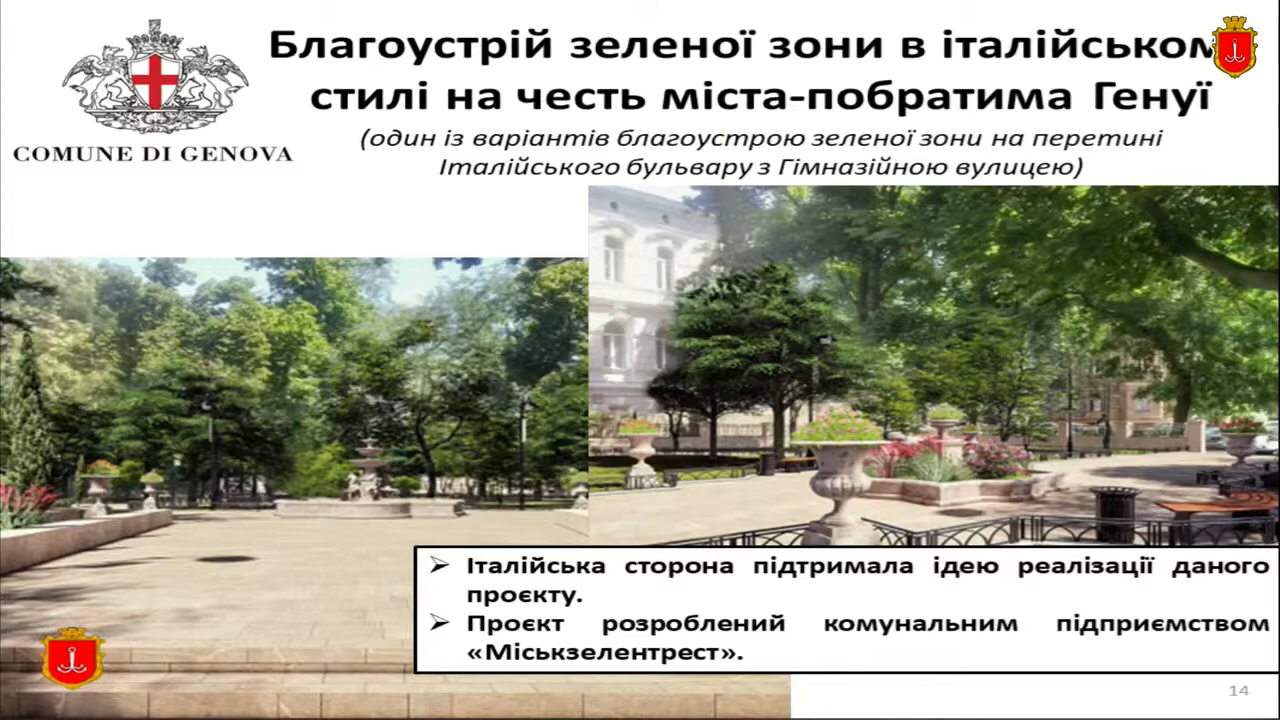 Благоустрій зеленої зони в італійськом
стилі на честь міста-побратима Генуї
(один із варіантів благоустрою зеленої зони на перетині
Італійського бульвару з Гімназійною вулицею)
COMUNE DI GENOVA
➢ Італійська сторона підтримала ідею реалізації даного
проєкту.
➢ Проєкт розроблений комунальним підприємством
«Міськзелентрест».
14